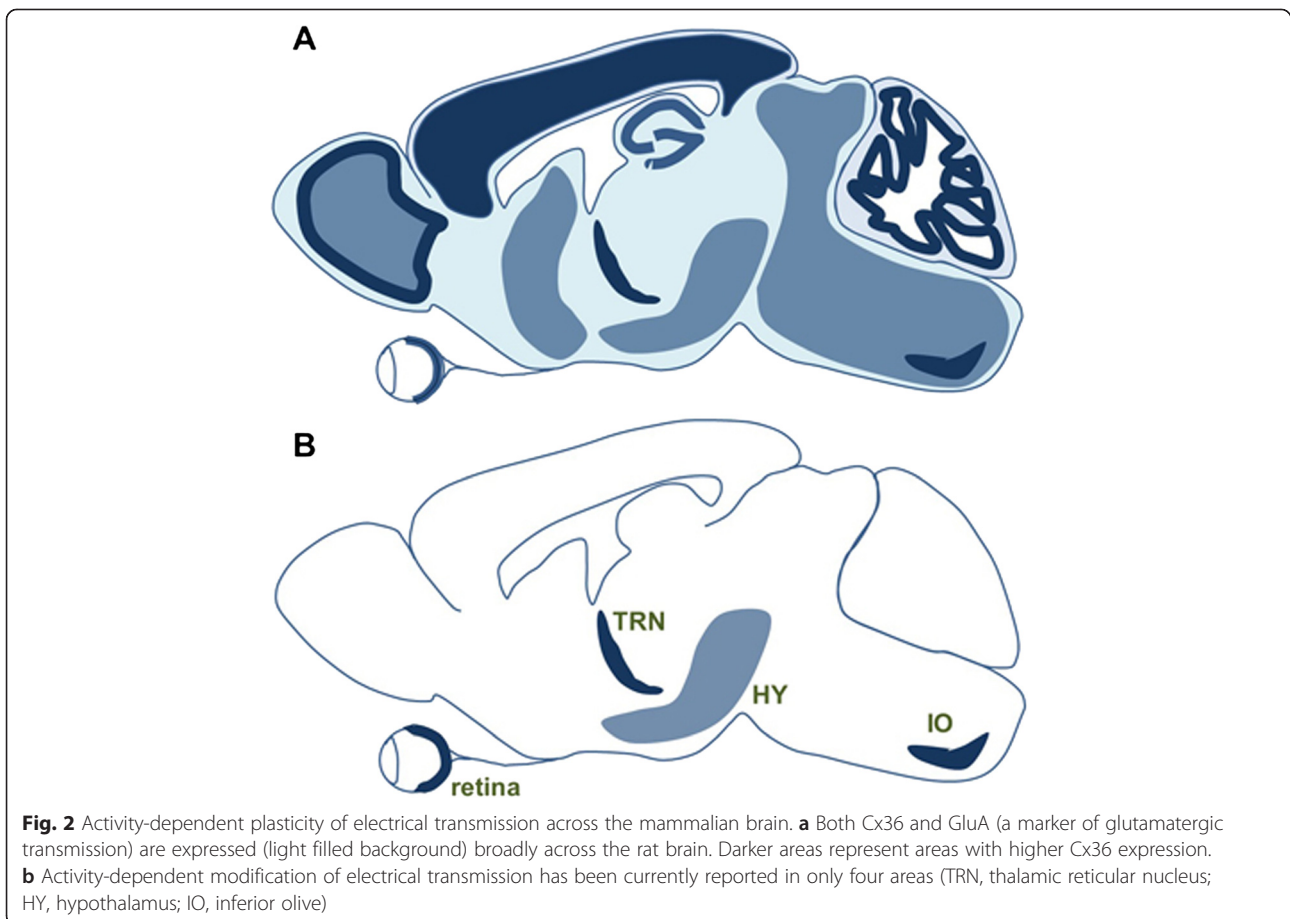 A
B
TRN
HY
IO
retina
Fig. 2 Activity-dependent plasticity of electrical transmission across the mammalian brain. a Both Cx36 and GluA (a marker of glutamatergic
transmission) are expressed (light filled background) broadly across the rat brain. Darker areas represent areas with higher Cx36 expression.
b Activity-dependent modification of electrical transmission has been currently reported in only four areas (TRN, thalamic reticular nucleus;
HY, hypothalamus; IO, inferior olive)